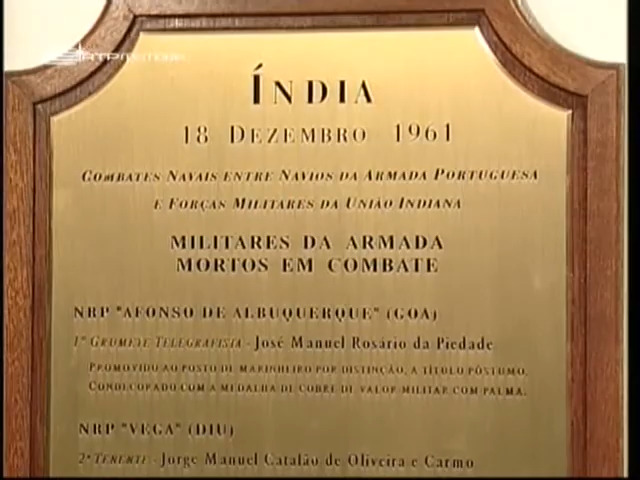 RTP MEMÓRIA
ÍNDIA
18 DEZEMBRO 1961
COMBATES NAVAIS ENTRE NAVIOS DA ARMADA PORTUGUESA
E FORÇAS MILITARES DA UNIÃO INDIANA
MILITARES DA ARMADA
MORTOS EM COMBATE
NRP "AFONSO DE ALBUQUERQUE" (GOA)
1º GRUMETE TELEGRAFISTA - José Manuel Rosário da Piedade
PROMOVIDO AO POSTO DE MARINHEIRO POR DISTINÇÃO, A TÍTULO PÓSTUMO.
CONDECORADO COM A MEDALHA DE COBRE DE VALOR MILITAR COM PALMA.
NRP "VEGA" (DIU)
2º TENENTE - Jorge Manuel Catalão de Oliveira e Carmo